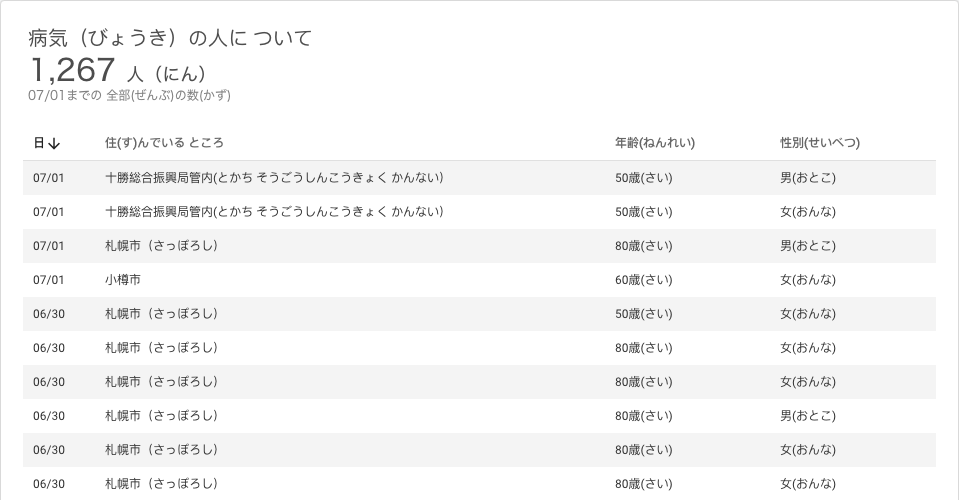 病気（びょうき）の人に ついて
1,267 人（にん）
07/01までの 全部(ぜんぶ)の数(かず)
日↓ 住(す)んでいる ところ 年齢(ねんれい) 性別(せいべつ)
07/01 十勝総合振興局管内(とかち そうごうしんこうきょく かんない） 50歳(さい) 男(おとこ)
07/01 十勝総合振興局管内(とかち そうごうしんこうきょく かんない） 50歳(さい) 女(おんな)
07/01 札幌市（さっぽろし） 80歳(さい) 男(おとこ)
07/01 小樽市 60歳(さい) 女(おんな)
06/30 札幌市（さっぽろし） 50歳(さい) 女(おんな)
06/30 札幌市（さっぽろし） 80歳(さい) 女(おんな)
06/30 札幌市（さっぽろし） 80歳(さい) 女(おんな)
06/30 札幌市（さっぽろし） 80歳(さい) 男(おとこ)
06/30 札幌市（さっぽろし） 80歳(さい) 女(おんな)
06/30 札幌市（さっぽろし） 80歳(さい) 女(おんな)